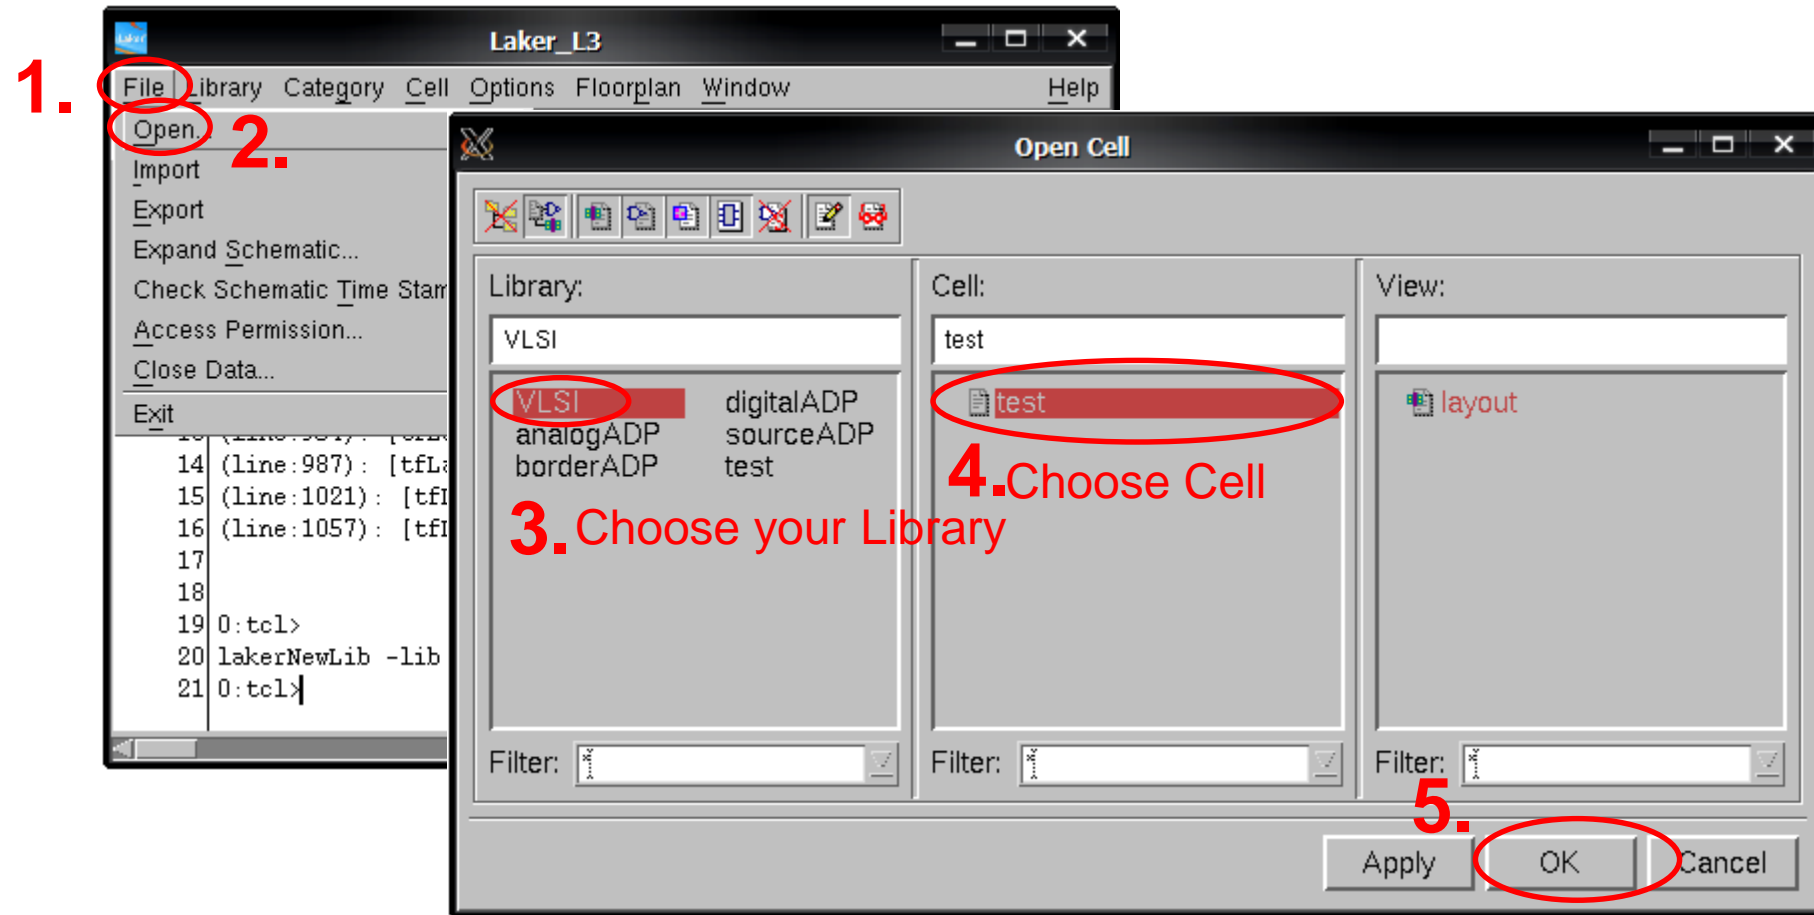 Laker_L3
1.
File Library Category Cell Options Floorplan Window Help
Open...
2.
Import
Export
Expand Schematic...
Check Schematic Time Stam
Access Permission...
Close Data...
Exit
14 (line:987): [tfLa
15 (line:1021): [tfL
16 (line:1057): [tfL
17
18
19 0:tcl>
20 lakerNewLib -lib
21 0:tcl>
Open Cell
Library:
VLSI
VLSI digitalADP
analogADP sourceADP
borderADP test
3. Choose your Library
Filter: *
Cell:
test
test
4. Choose Cell
Filter: *
View:
layout
Filter: *
5.
Apply OK Cancel